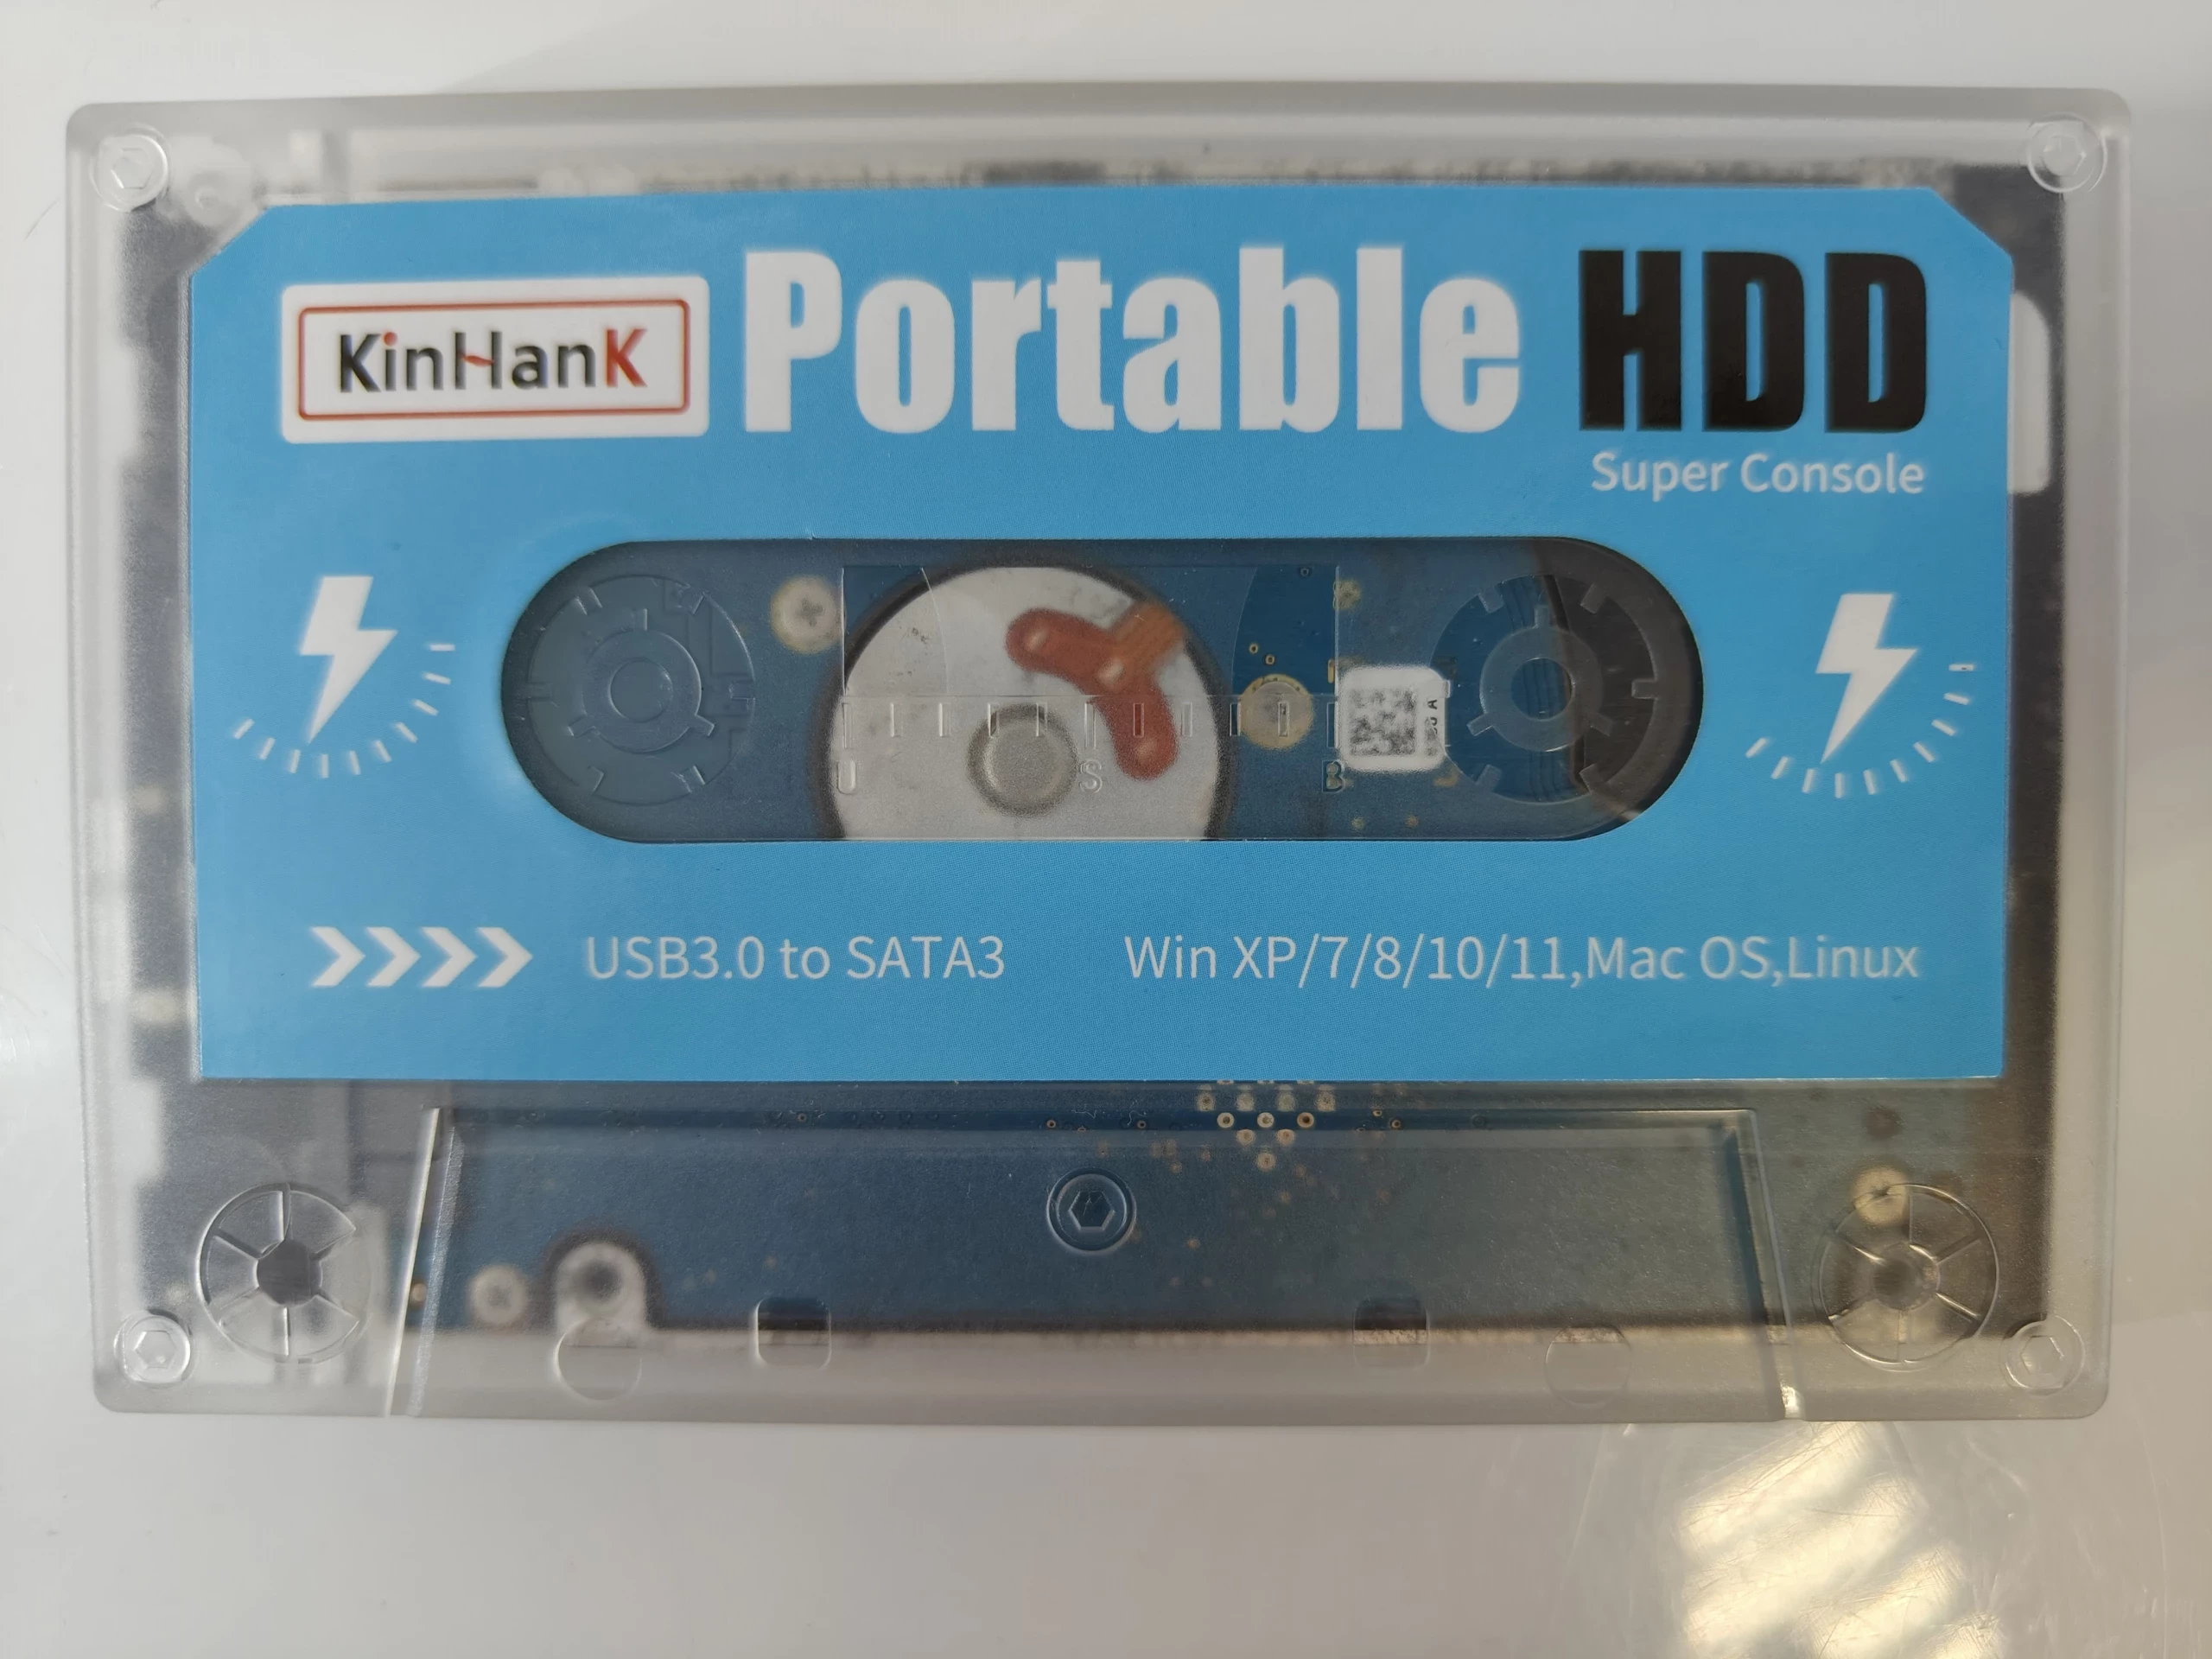 KinHanK Portable HDD
Super Console
U S B
USB3.0 to SATA3 Win XP/7/8/10/11,Mac OS,Linux